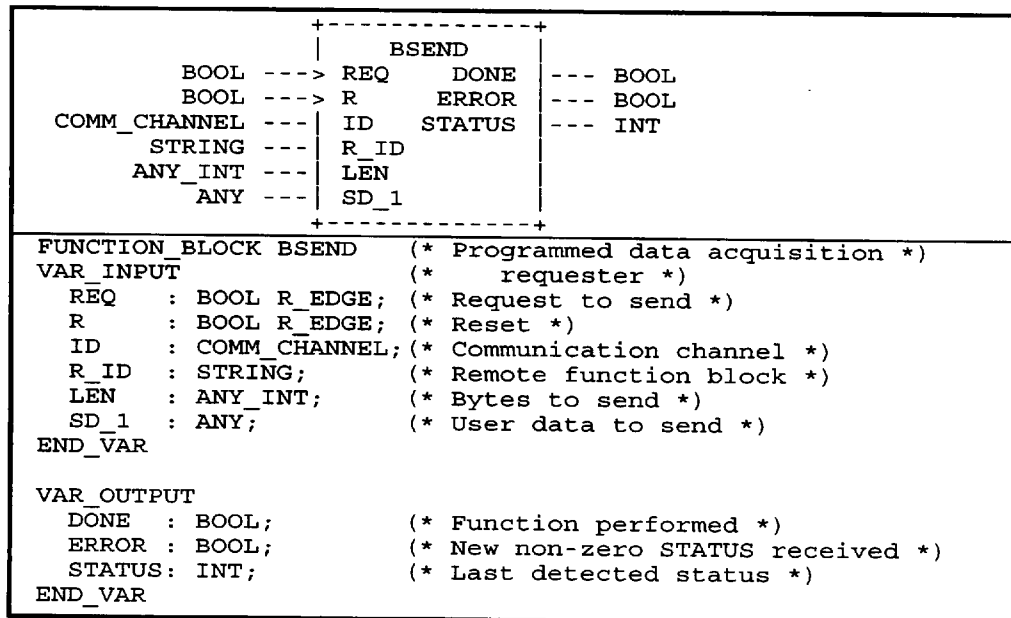 +---------------+
| BSEND |
BOOL ---> REQ DONE |--- BOOL
BOOL ---> R ERROR |--- BOOL
COMM_CHANNEL ---| ID STATUS |--- INT
STRING ---| R_ID |
ANY_INT ---| LEN |
ANY ---| SD_1 |
+---------------+
FUNCTION_BLOCK BSEND (* Programmed data acquisition *)
VAR_INPUT (* requester *)
REQ : BOOL R_EDGE; (* Request to send *)
R : BOOL R_EDGE; (* Reset *)
ID : COMM_CHANNEL; (* Communication channel *)
R_ID : STRING; (* Remote function block *)
LEN : ANY_INT; (* Bytes to send *)
SD_1 : ANY; (* User data to send *)
END_VAR
VAR_OUTPUT
DONE : BOOL; (* Function performed *)
ERROR : BOOL; (* New non-zero STATUS received *)
STATUS: INT; (* Last detected status *)
END_VAR